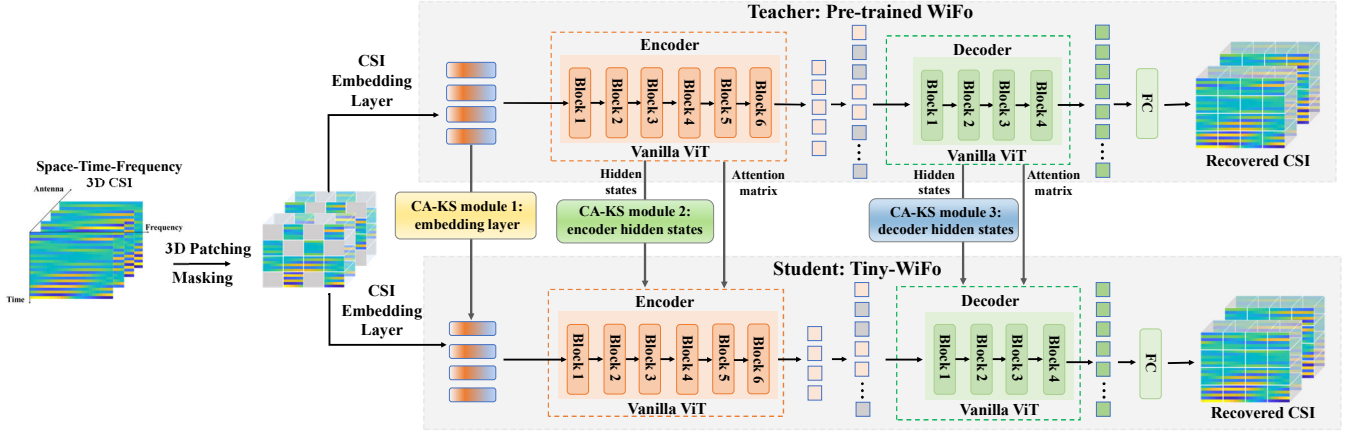 Teacher: Pre-trained WiFo
CSI
Embedding
Layer
Encoder
Block 1
Block 2
Block 3
Block 4
Block 5
Block 6
Vanilla ViT
Decoder
Block 1
Block 2
Block 3
Block 4
Vanilla ViT
FC
Recovered CSI
Space-Time-Frequency
3D CSI
Antenna
Frequency
Time
3D Patching
Masking
Hidden
states
Attention
matrix
Hidden
states
Attention
matrix
CA-KS module 1:
embedding layer
CA-KS module 2:
encoder hidden states
CA-KS module 3:
decoder hidden states
Student: Tiny-WiFo
CSI
Embedding
Layer
Encoder
Block 1
Block 2
Block 3
Block 4
Block 5
Block 6
Vanilla ViT
Decoder
Block 1
Block 2
Block 3
Block 4
Vanilla ViT
FC
Recovered CSI